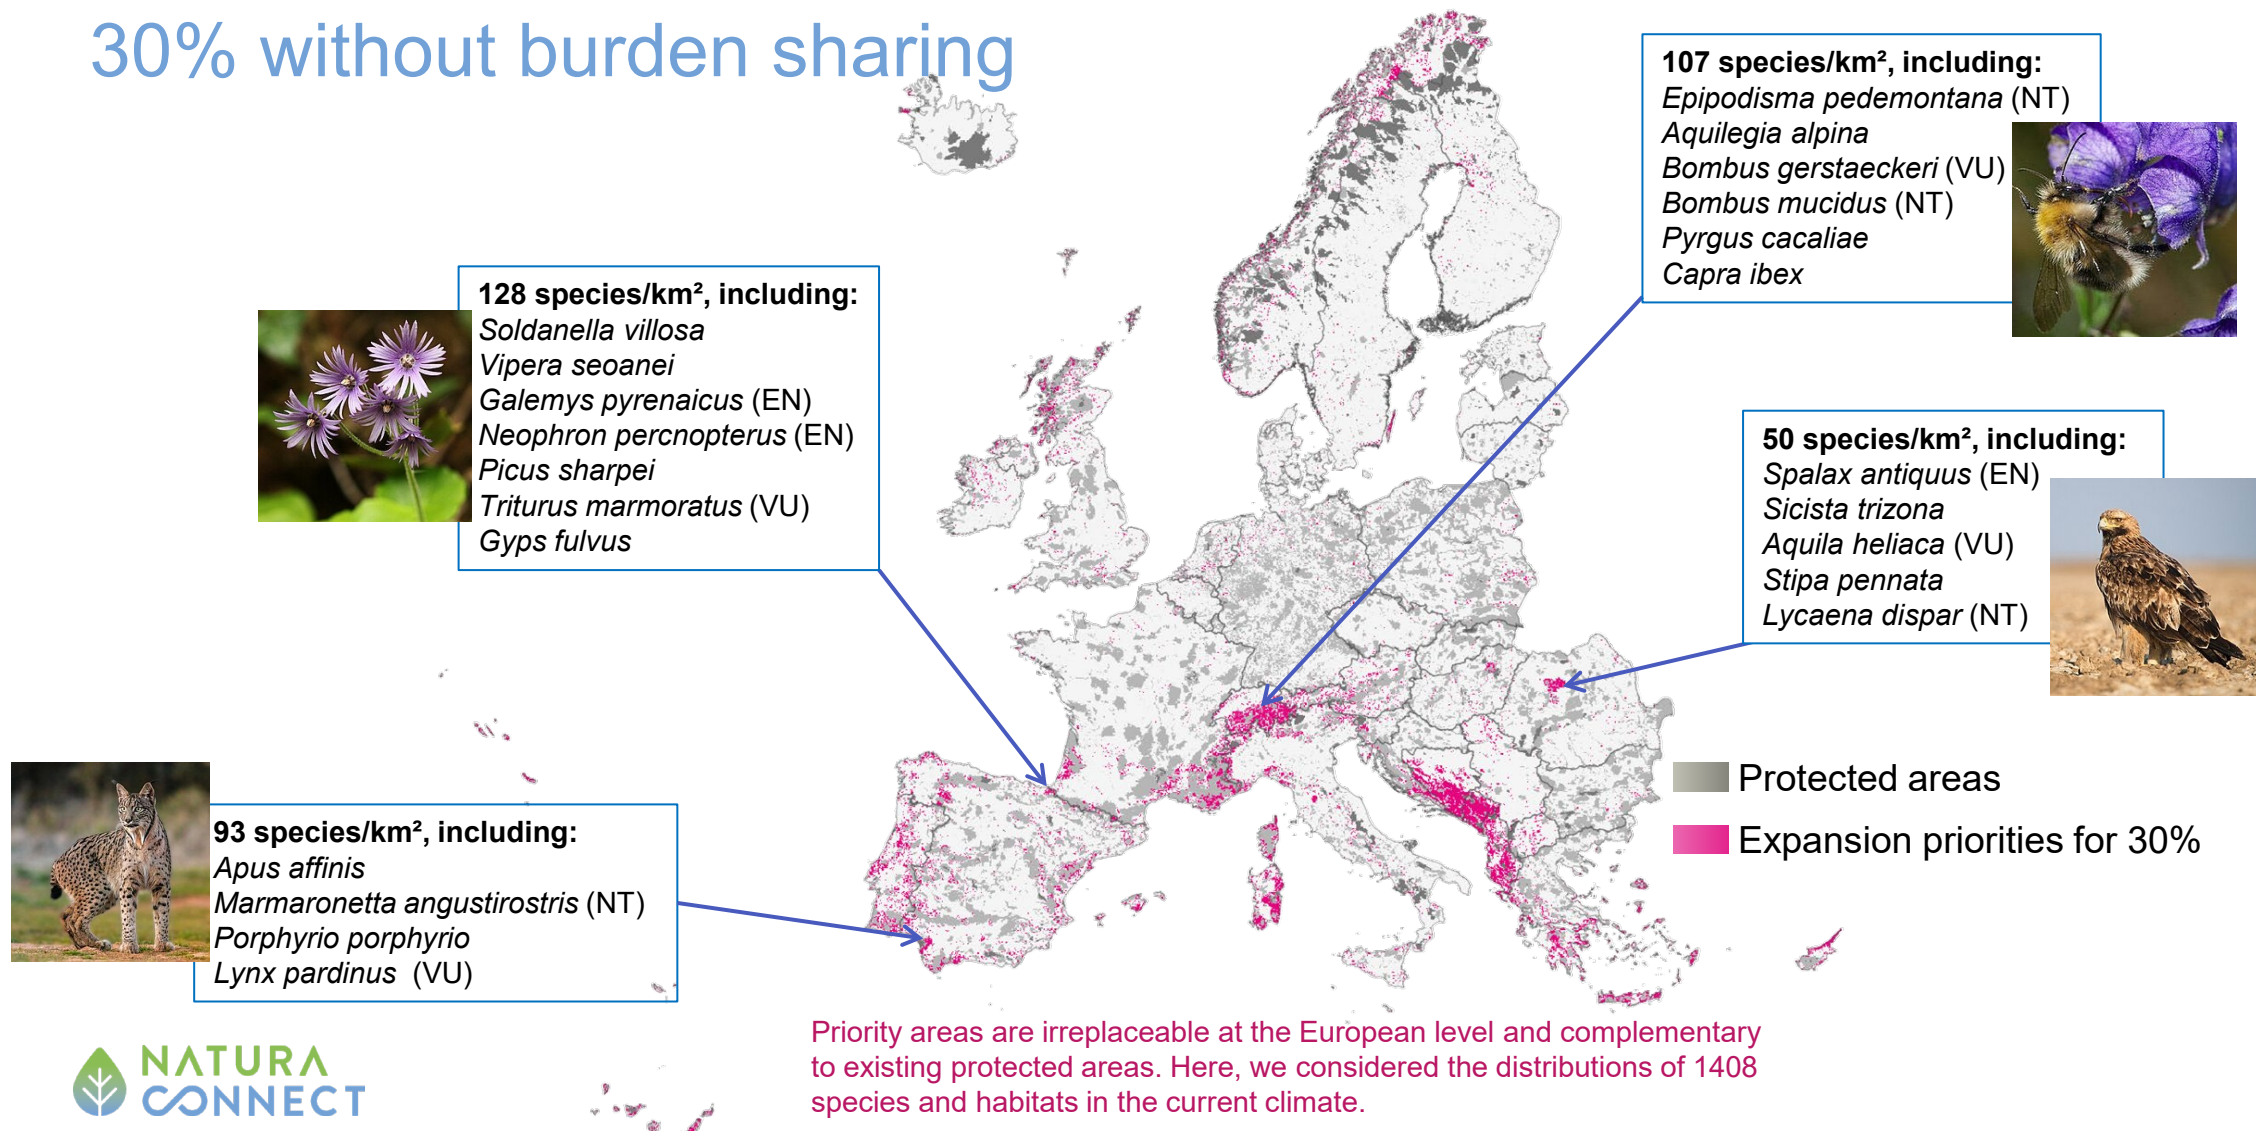 30% without burden sharing
107 species/km², including:
Epipodisma pedemontana (NT)
Aquilegia alpina
Bombus gerstaeckeri (VU)
Bombus mucidus (NT)
Pyrgus cacaliae
Capra ibex
128 species/km², including:
Soldanella villosa
Vipera seoanei
Galemys pyrenaicus (EN)
Neophron percnopterus (EN)
Picus sharpei
Triturus marmoratus (VU)
Gyps fulvus
50 species/km², including:
Spalax antiquus (EN)
Sicista trizona
Aquila heliaca (VU)
Stipa pennata
Lycaena dispar (NT)
Protected areas
Expansion priorities for 30%
93 species/km², including:
Apus affinis
Marmaronetta angustirostris (NT)
Porphyrio porphyrio
Lynx pardinus (VU)
Priority areas are irreplaceable at the European level and complementary
to existing protected areas. Here, we considered the distributions of 1408
species and habitats in the current climate.
NATURA
CONNECT